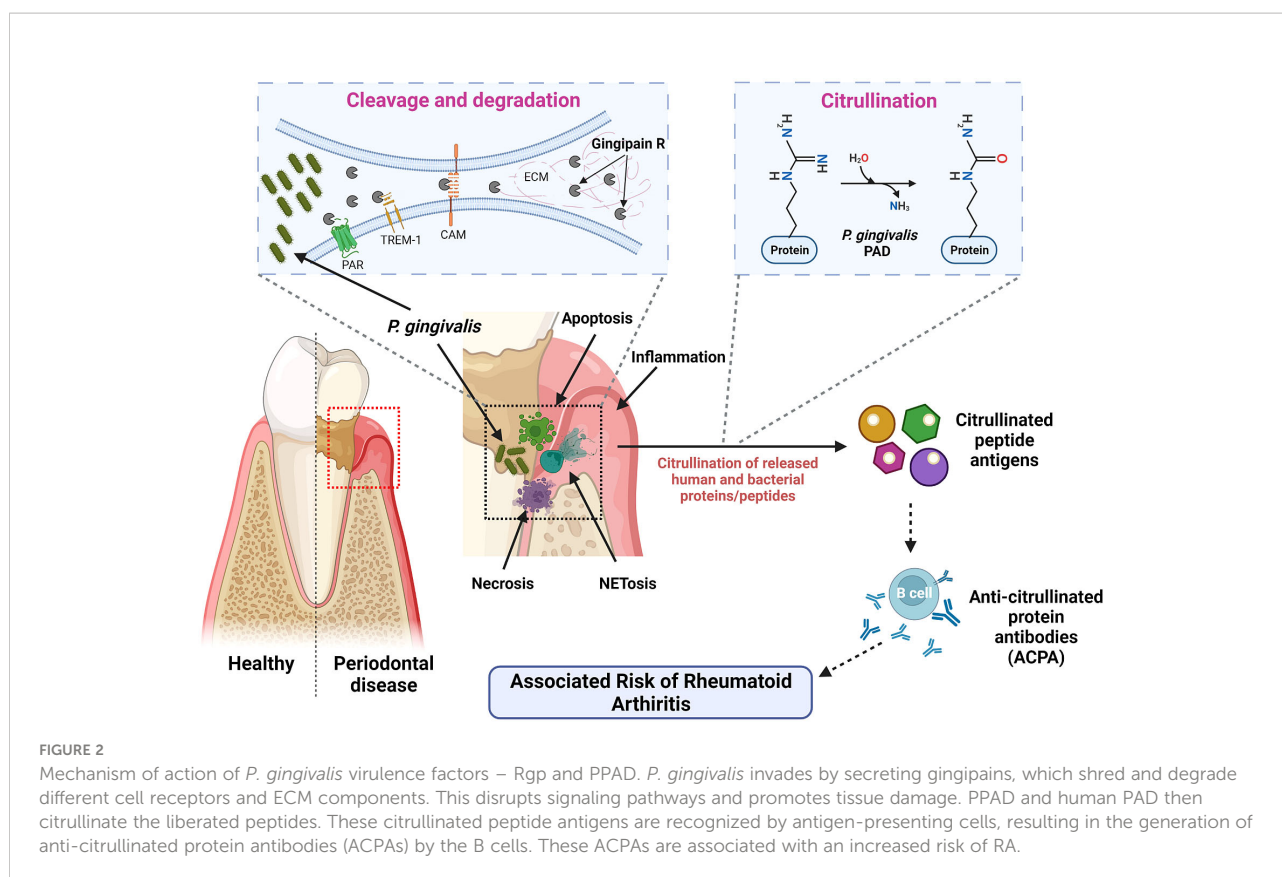 Cleavage and degradation
Gingipain R
ECM
TREM-1
CAM
PAR
Citrullination
H₂N
NH
N
H
H₂O
NH₃
P. gingivalis
PAD
Protein
H₂N
O
N
H
Protein
P. gingivalis
Apoptosis
Inflammation
Necrosis
NETosis
Healthy
Periodontal
disease
Citrullination of released
human and bacterial
proteins/peptides
Citrullinated
peptide
antigens
B cell
Anti-citrullinated
protein
antibodies
(ACPA)
Associated Risk of Rheumatoid
Arthiritis
FIGURE 2
Mechanism of action of P. gingivalis virulence factors – Rgp and PPAD. P. gingivalis invades by secreting gingipains, which shred and degrade
different cell receptors and ECM components. This disrupts signaling pathways and promotes tissue damage. PPAD and human PAD then
citrullinate the liberated peptides. These citrullinated peptide antigens are recognized by antigen-presenting cells, resulting in the generation of
anti-citrullinated protein antibodies (ACPAs) by the B cells. These ACPAs are associated with an increased risk of RA.